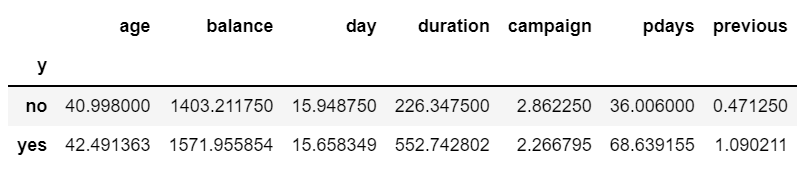 age balance day duration campaign pdays previous
y
no 40.998000 1403.211750 15.948750 226.347500 2.862250 36.006000 0.471250
yes 42.491363 1571.955854 15.658349 552.742802 2.266795 68.639155 1.090211